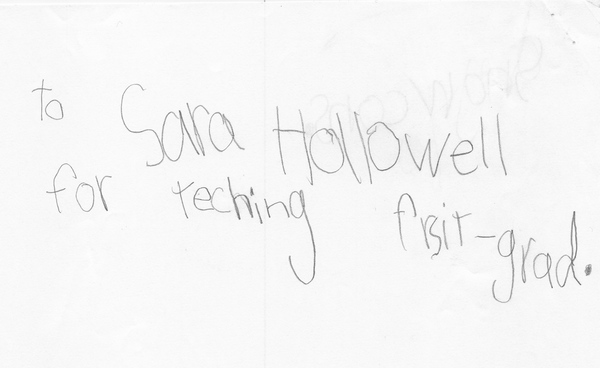 to Sara Hollowell
for teching frsit-grad.